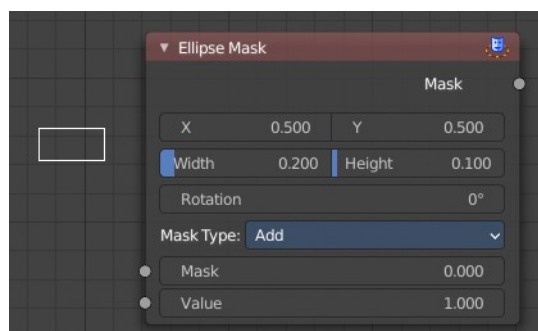 Ellipse Mask
Mask
X 0.500 Y 0.500
Width 0.200 Height 0.100
Rotation 0°
Mask Type: Add
Mask 0.000
Value 1.000